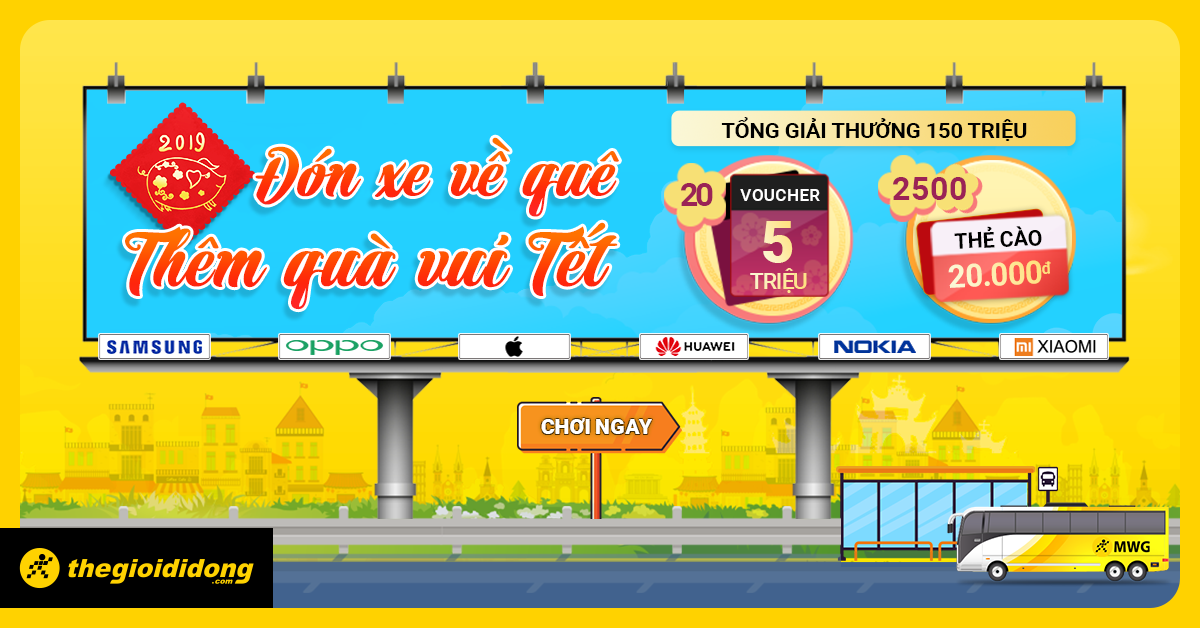 2019
Đón xe về quê
Thêm quà vui Tết
TỔNG GIẢI THƯỞNG 150 TRIỆU
20
VOUCHER
5
TRIỆU
2500
THẺ CÀO
20.000đ
SAMSUNG
oppo
HUAWEI
NOKIA
mi XIAOMI
CHƠI NGAY
MWG
thegioididong
.com